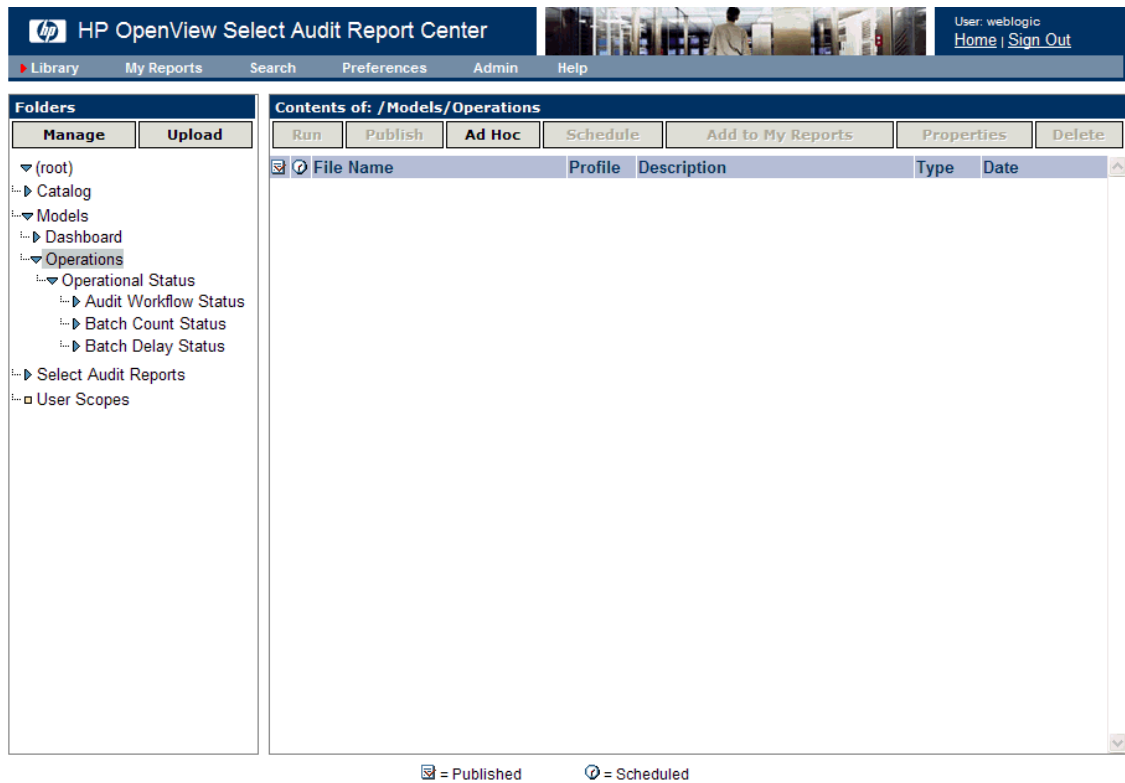 hp HP OpenView Select Audit Report Center
User: weblogic
Home | Sign Out
Library My Reports Search Preferences Admin Help
Folders
Manage Upload
(root)
Catalog
Models
Dashboard
Operations
Operational Status
Audit Workflow Status
Batch Count Status
Batch Delay Status
Select Audit Reports
User Scopes
Contents of: /Models/Operations
Run Publish Ad Hoc Schedule Add to My Reports Properties Delete
File Name Profile Description Type Date
= Published = Scheduled